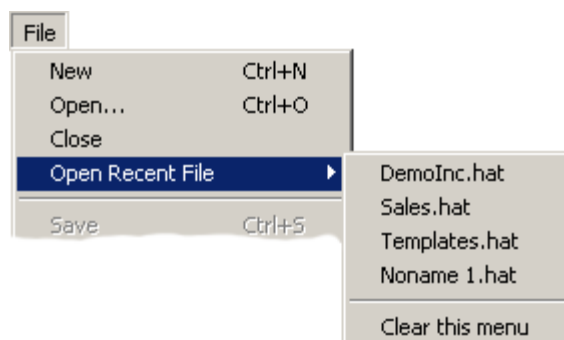 File
New Ctrl+N
Open... Ctrl+O
Close
Open Recent File
Save Ctrl+S
DemoInc.hat
Sales.hat
Templates.hat
Noname 1.hat
Clear this menu